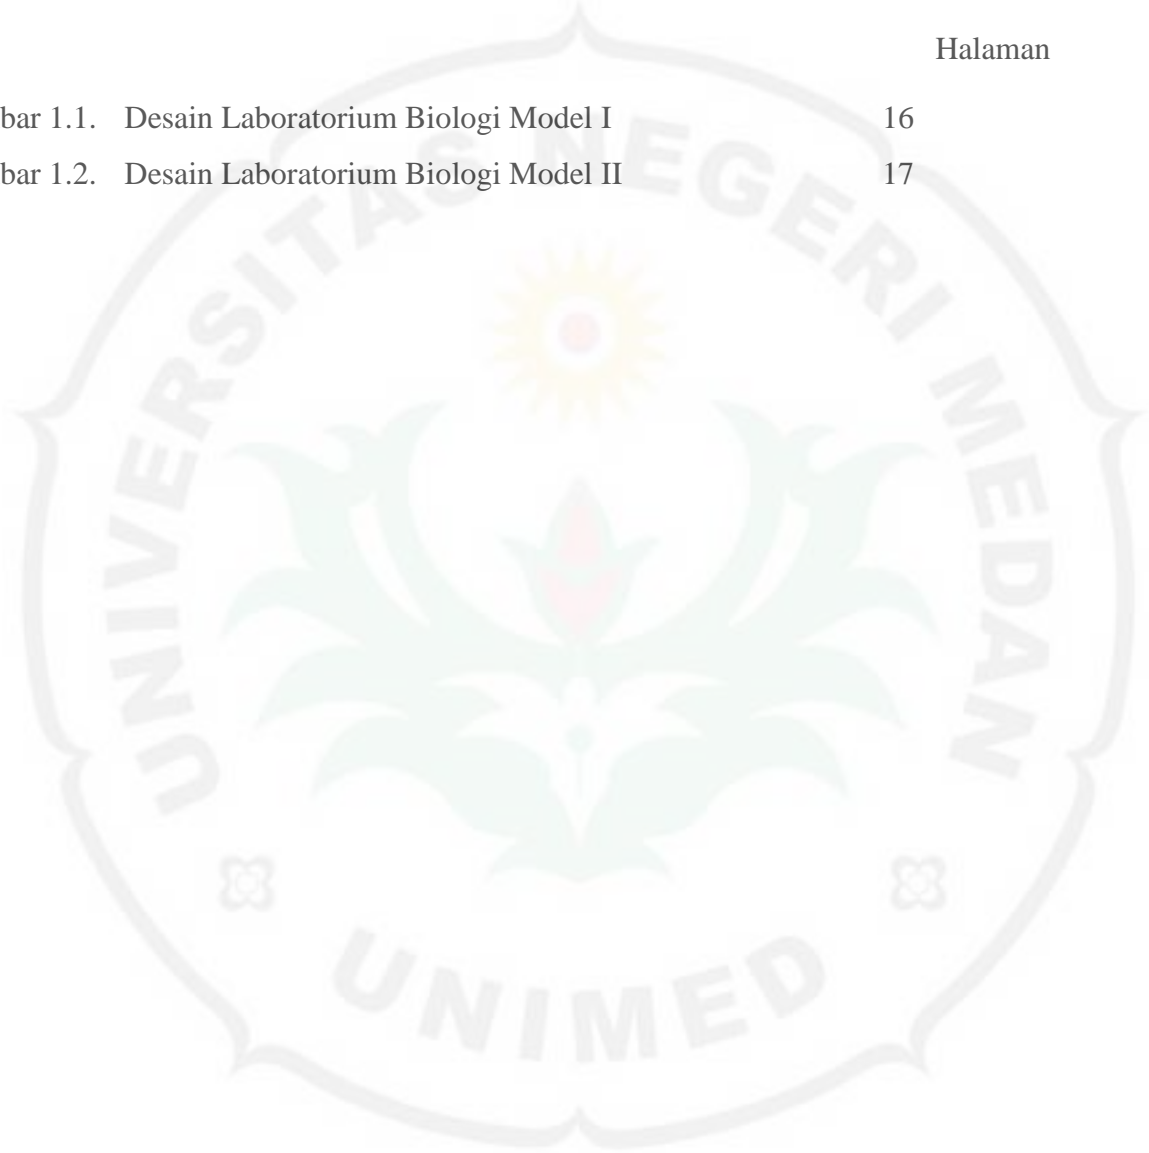 Halaman
bar 1.1. Desain Laboratorium Biologi Model I 16
bar 1.2. Desain Laboratorium Biologi Model II 17
UNIVERSITAS NEGERI MEDAN
UNIMED